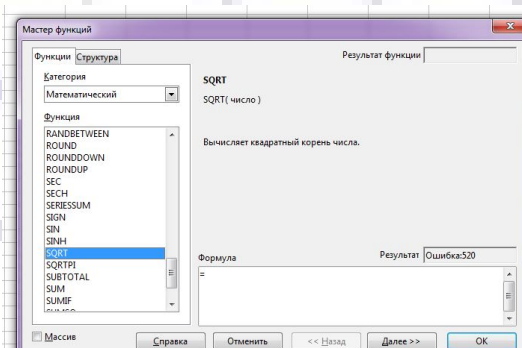 Мастер функций
Функции Структура
Результат функции
Категория
Математический
Функция
RANDBETWEEN
ROUND
ROUNDDOWN
ROUNDUP
SEC
SECH
SERIESSUM
SIGN
SIN
SINH
SQRT
SQRTPI
SUBTOTAL
SUM
SUMIF
SQRT
SQRT( число )
Вычисляет квадратный корень числа.
Формула
Результат Ошибка:520
=
Массив
Справка
Отменить
<< Назад
Далее >>
OK